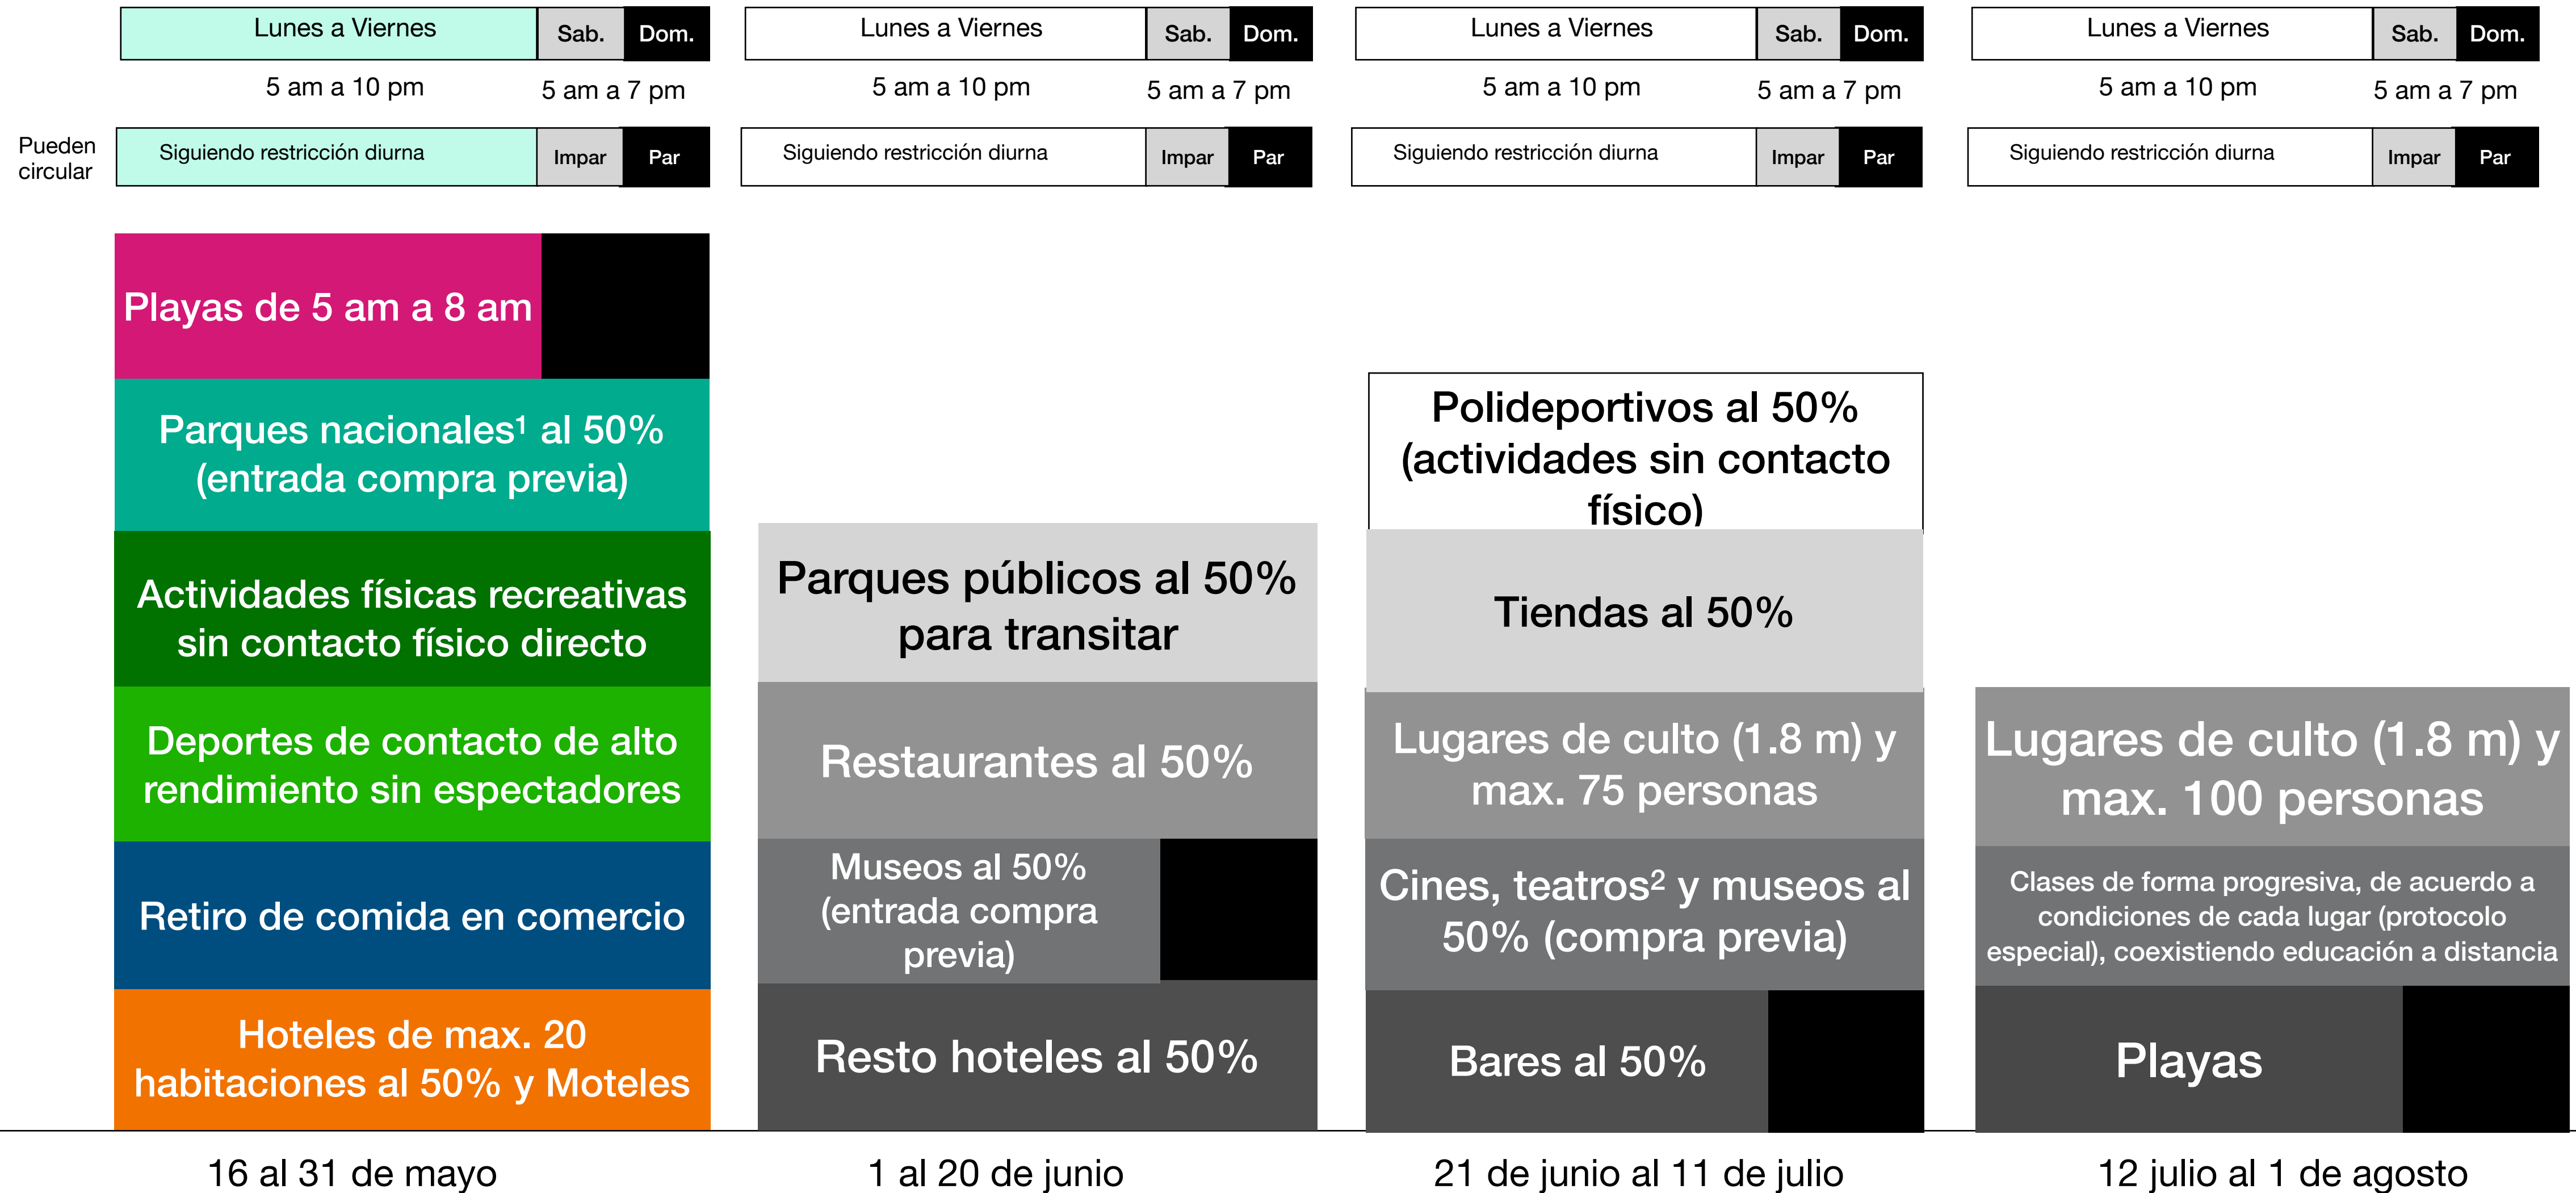 Lunes a Viernes Sab. Dom.
5 am a 10 pm 5 am a 7 pm
Pueden
circular
Siguiendo restricción diurna Impar Par
Playas de 5 am a 8 am
Parques nacionales¹ al 50%
(entrada compra previa)
Actividades físicas recreativas
sin contacto físico directo
Deportes de contacto de alto
rendimiento sin espectadores
Retiro de comida en comercio
Hoteles de max. 20
habitaciones al 50% y Moteles
16 al 31 de mayo
Lunes a Viernes Sab. Dom.
5 am a 10 pm 5 am a 7 pm
Siguiendo restricción diurna Impar Par
Parques públicos al 50%
para transitar
Restaurantes al 50%
Museos al 50%
(entrada compra
previa)
Resto hoteles al 50%
1 al 20 de junio
Lunes a Viernes Sab. Dom.
5 am a 10 pm 5 am a 7 pm
Siguiendo restricción diurna Impar Par
Polideportivos al 50%
(actividades sin contacto
físico)
Tiendas al 50%
Lugares de culto (1.8 m) y
max. 75 personas
Cines, teatros² y museos al
50% (compra previa)
Bares al 50%
21 de junio al 11 de julio
Lunes a Viernes Sab. Dom.
5 am a 10 pm 5 am a 7 pm
Siguiendo restricción diurna Impar Par
Lugares de culto (1.8 m) y
max. 100 personas
Clases de forma progresiva, de acuerdo a
condiciones de cada lugar (protocolo
especial), coexistiendo educación a distancia
Playas
12 julio al 1 de agosto